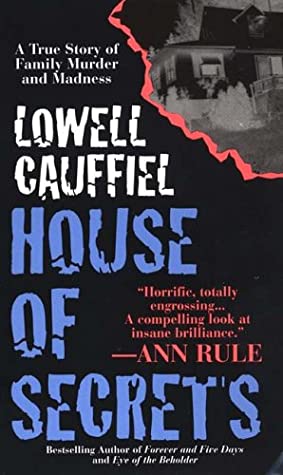 A True Story of
Family Murder
and Madness
LOWELL
CAUFFIEL
HOUSE
OF
SECRETS
"Horrific, totally
engrossing...
A compelling look at
insane brilliance."
—ANN RULE
Bestselling Author of Forever and Five Days
and Eye of the Beholder